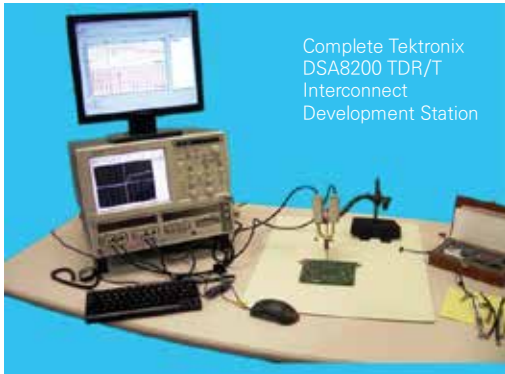 Complete Tektronix
DSA8200 TDR/T
Interconnect
Development Station